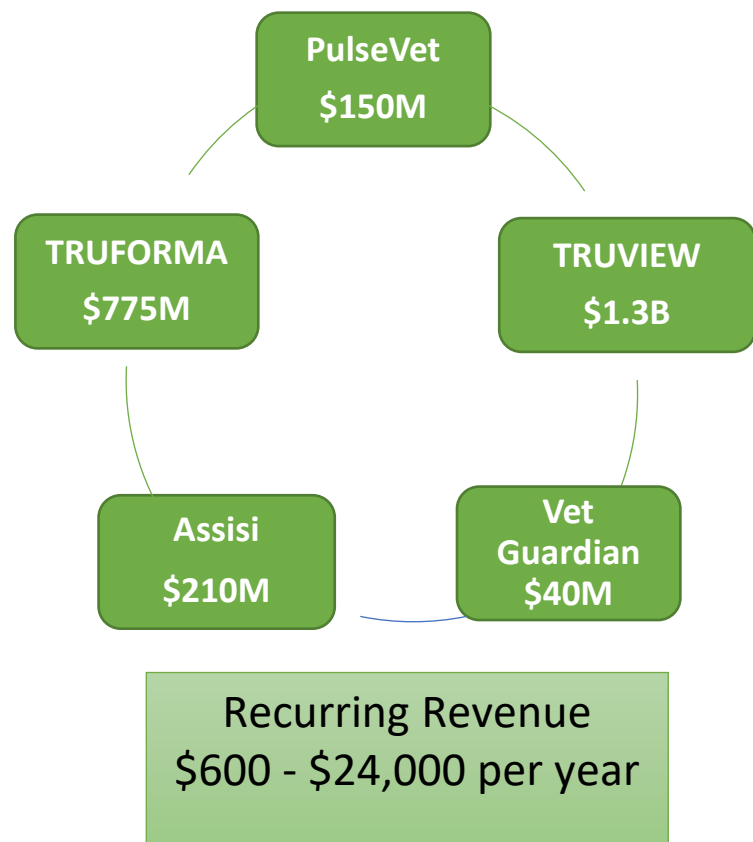 PulseVet
$150M
TRUFORMA
$775M
TRUVIEW
$1.3B
Assisi
$210M
Vet
Guardian
$40M
Recurring Revenue
$600 - $24,000 per year